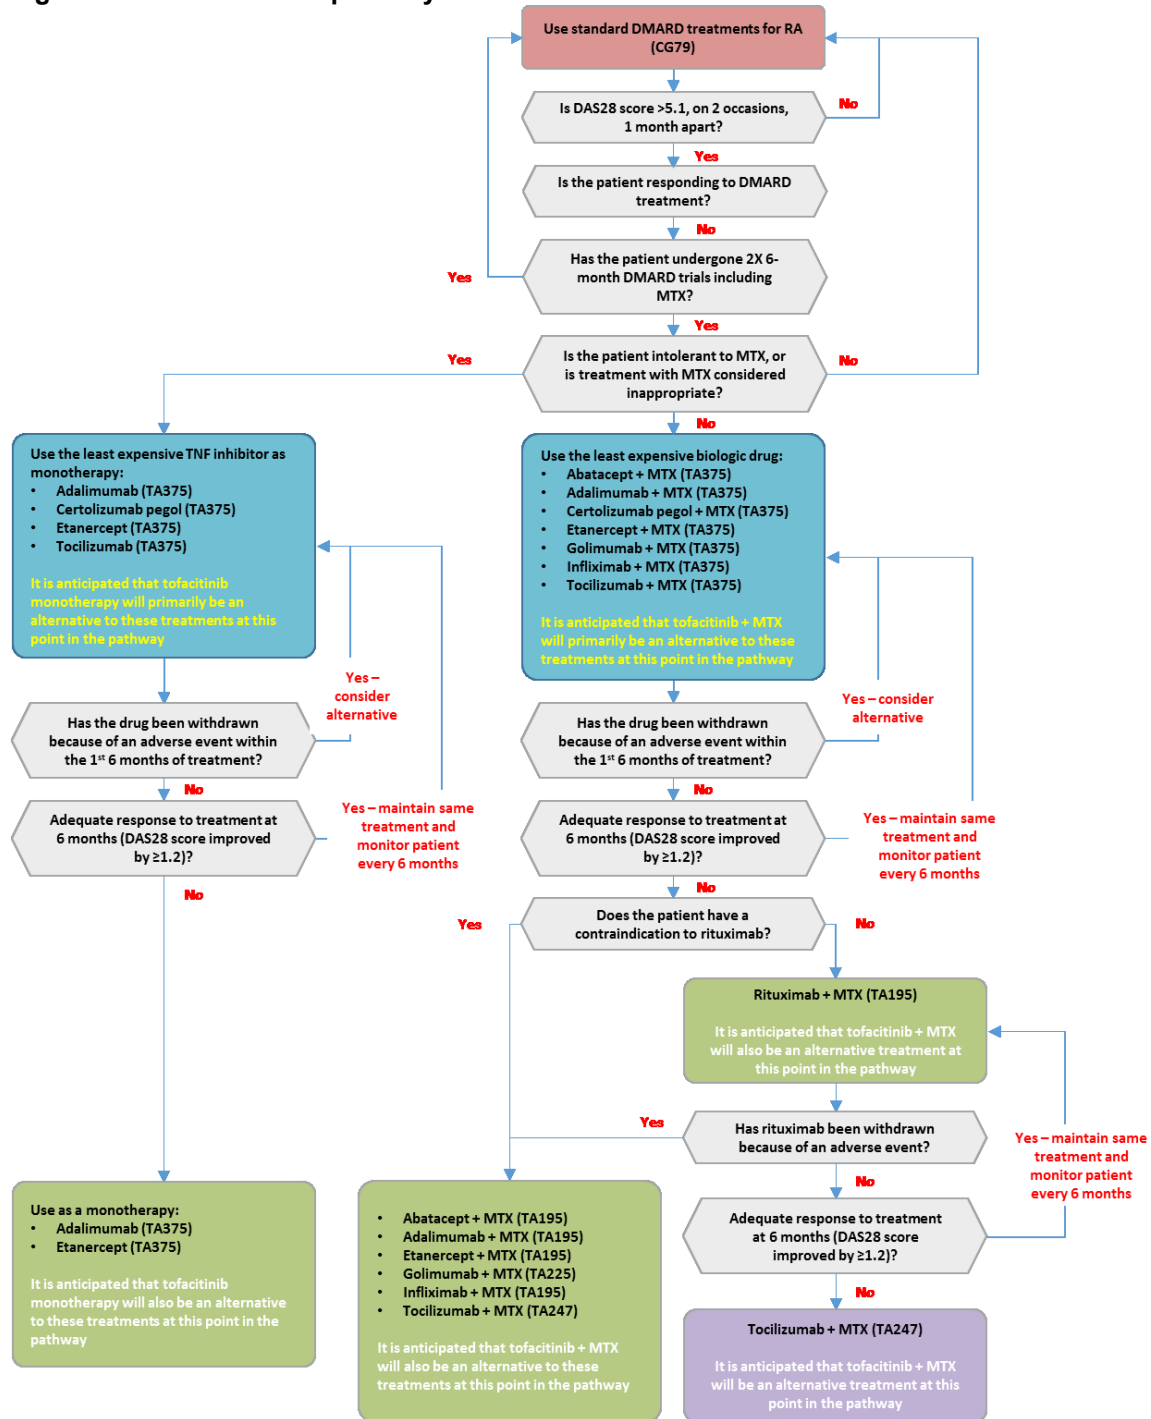 Use standard DMARD treatments for RA
(CG79)
Is DAS28 score >5.1, on 2 occasions,
1 month apart?
No
Yes
Is the patient responding to DMARD
treatment?
No
Has the patient undergone 2X 6-
month DMARD trials including
MTX?
Yes
Yes
Is the patient intolerant to MTX, or
is treatment with MTX considered
inappropriate?
Yes
No
No
Use the least expensive TNF inhibitor as
monotherapy:
• Adalimumab (TA375)
• Certolizumab pegol (TA375)
• Etanercept (TA375)
• Tocilizumab (TA375)
It is anticipated that tofacitinib
monotherapy will primarily be an
alternative to these treatments at this
point in the pathway
Use the least expensive biologic drug:
• Abatacept + MTX (TA375)
• Adalimumab + MTX (TA375)
• Certolizumab pegol + MTX (TA375)
• Etanercept + MTX (TA375)
• Golimumab + MTX (TA375)
• Infliximab + MTX (TA375)
• Tocilizumab + MTX (TA375)
It is anticipated that tofacitinib + MTX
will primarily be an alternative to these
treatments at this point in the pathway
Has the drug been withdrawn
because of an adverse event within
the 1st 6 months of treatment?
Yes –
consider
alternative
No
Adequate response to treatment at
6 months (DAS28 score improved
by ≥1.2)?
Yes – maintain same
treatment and
monitor patient
every 6 months
No
Has the drug been withdrawn
because of an adverse event within
the 1st 6 months of treatment?
Yes – consider
alternative
No
Adequate response to treatment at
6 months (DAS28 score improved
by ≥1.2)?
Yes – maintain same
treatment and
monitor patient
every 6 months
No
Does the patient have a
contraindication to rituximab?
Yes
No
Rituximab + MTX (TA195)
It is anticipated that tofacitinib + MTX
will also be an alternative treatment at
this point in the pathway
Has rituximab been withdrawn
because of an adverse event?
Yes
No
Yes – maintain same
treatment and
monitor patient
every 6 months
Adequate response to treatment
at 6 months (DAS28 score
improved by ≥1.2)?
No
Use as a monotherapy:
• Adalimumab (TA375)
• Etanercept (TA375)
It is anticipated that tofacitinib
monotherapy will also be an alternative
to these treatments at this point in the
pathway
• Abatacept + MTX (TA195)
• Adalimumab + MTX (TA195)
• Etanercept + MTX (TA195)
• Golimumab + MTX (TA225)
• Infliximab + MTX (TA195)
• Tocilizumab + MTX (TA247)
It is anticipated that tofacitinib + MTX
will also be an alternative to these
treatments at this point in the pathway
Tocilizumab + MTX (TA247)
It is anticipated that tofacitinib + MTX
will be an alternative treatment at this
point in the pathway